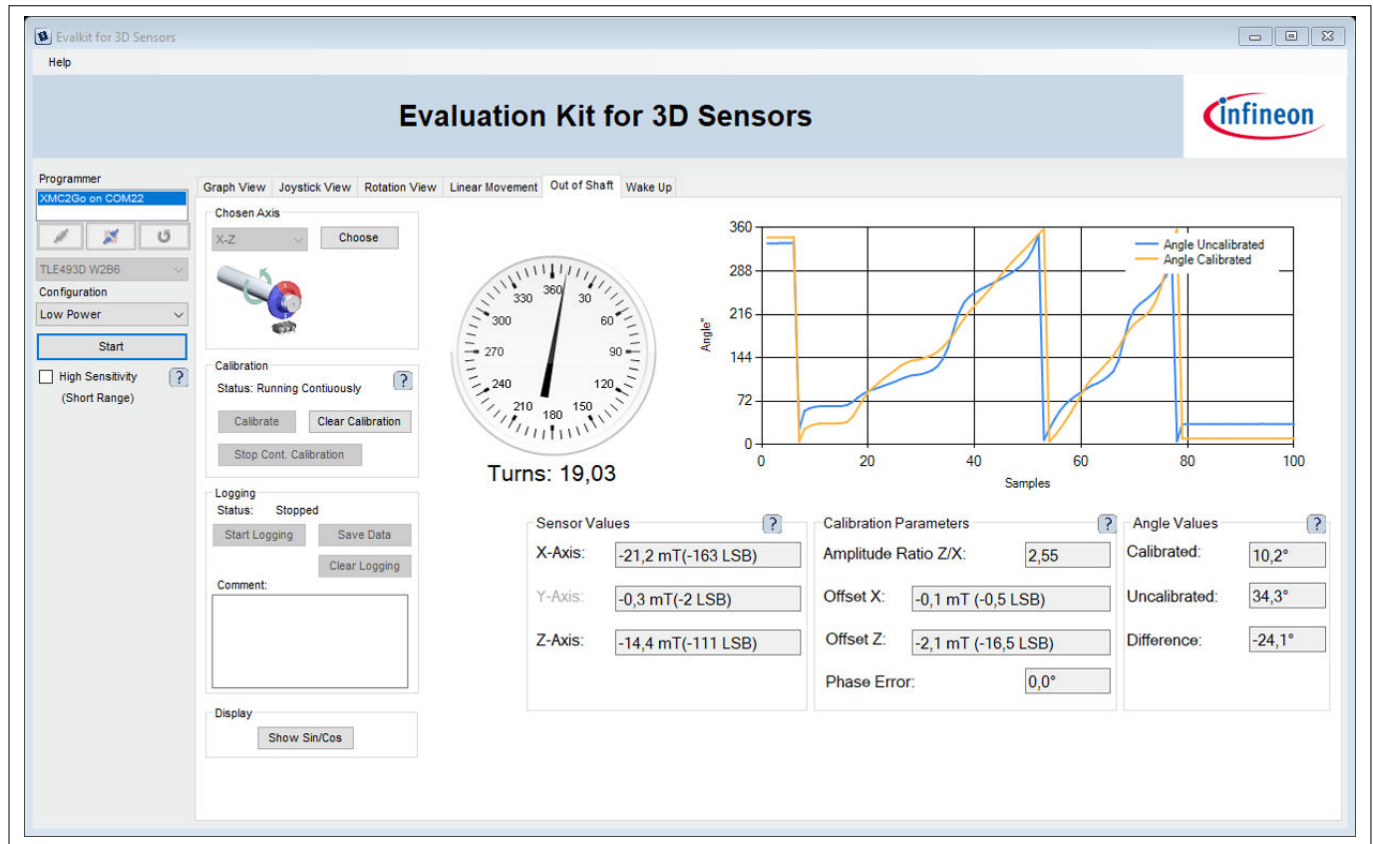 Evalkit for 3D Sensors
Help
Evaluation Kit for 3D Sensors
infineon
Programmer
XMC2Go on COM22
TLE493D W2B6
Configuration
Low Power
Start
High Sensitivity
(Short Range)
?
Graph View Joystick View Rotation View Linear Movement Out of Shaft Wake Up
Chosen Axis
X-Z
Choose
Calibration
Status: Running Contiuously
?
Calibrate
Clear Calibration
Stop Cont. Calibration
Logging
Status: Stopped
Start Logging
Save Data
Clear Logging
Comment:
Display
Show Sin/Cos
360
30
60
90
120
150
180
210
240
270
300
330
Turns: 19,03
360
288
216
144
72
0
Angle°
0 20 40 60 80 100
Samples
Angle Uncalibrated
Angle Calibrated
Sensor Values
?
X-Axis: -21,2 mT(-163 LSB)
Y-Axis: -0,3 mT(-2 LSB)
Z-Axis: -14,4 mT(-111 LSB)
Calibration Parameters
?
Amplitude Ratio Z/X: 2,55
Offset X: -0,1 mT (-0,5 LSB)
Offset Z: -2,1 mT (-16,5 LSB)
Phase Error: 0,0°
Angle Values
?
Calibrated: 10,2°
Uncalibrated: 34,3°
Difference: -24,1°